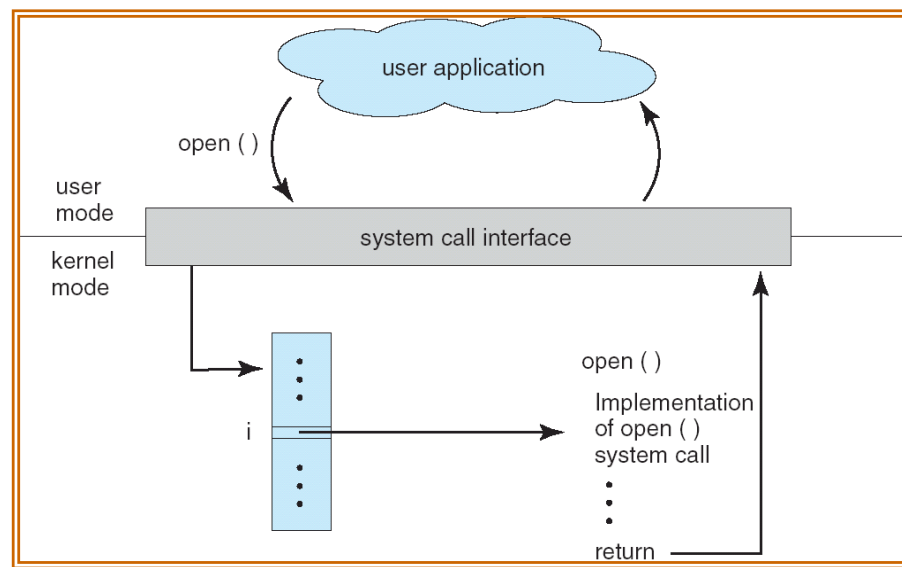 user application
open ( )
user
mode
system call interface
kernel
mode
open ( )
Implementation
of open ( )
system call
i
return